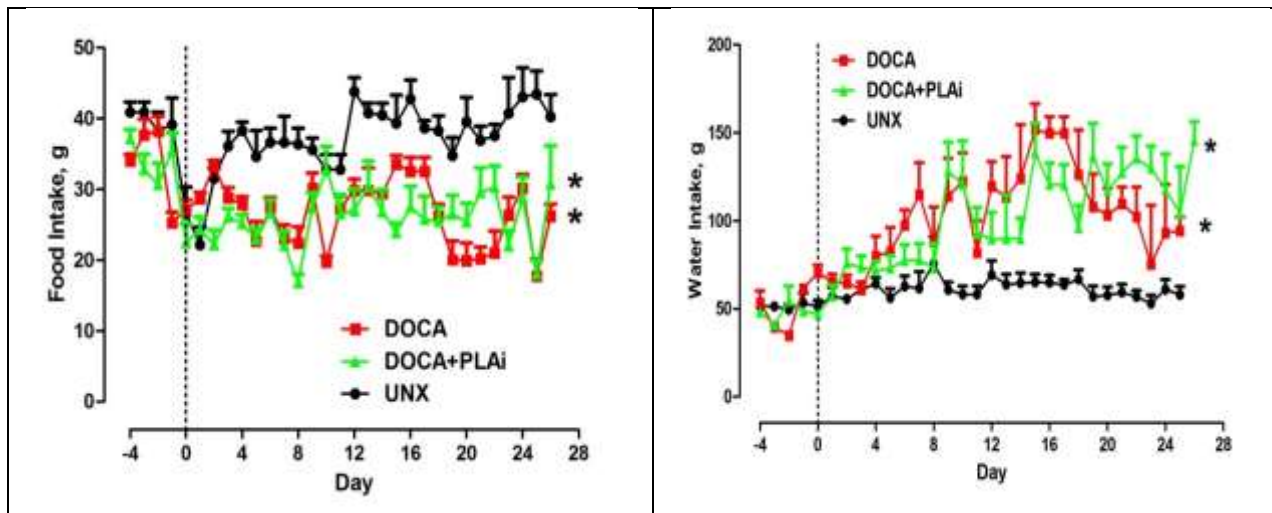 50
40
30
20
10
0
Food Intake, g
DOCA
DOCA+PLAi
UNX
*
*
-4 0 4 8 12 16 20 24 28
Day
200
150
100
50
0
Water Intake, g
DOCA
DOCA+PLAi
UNX
*
*
-4 0 4 8 12 16 20 24 28
Day